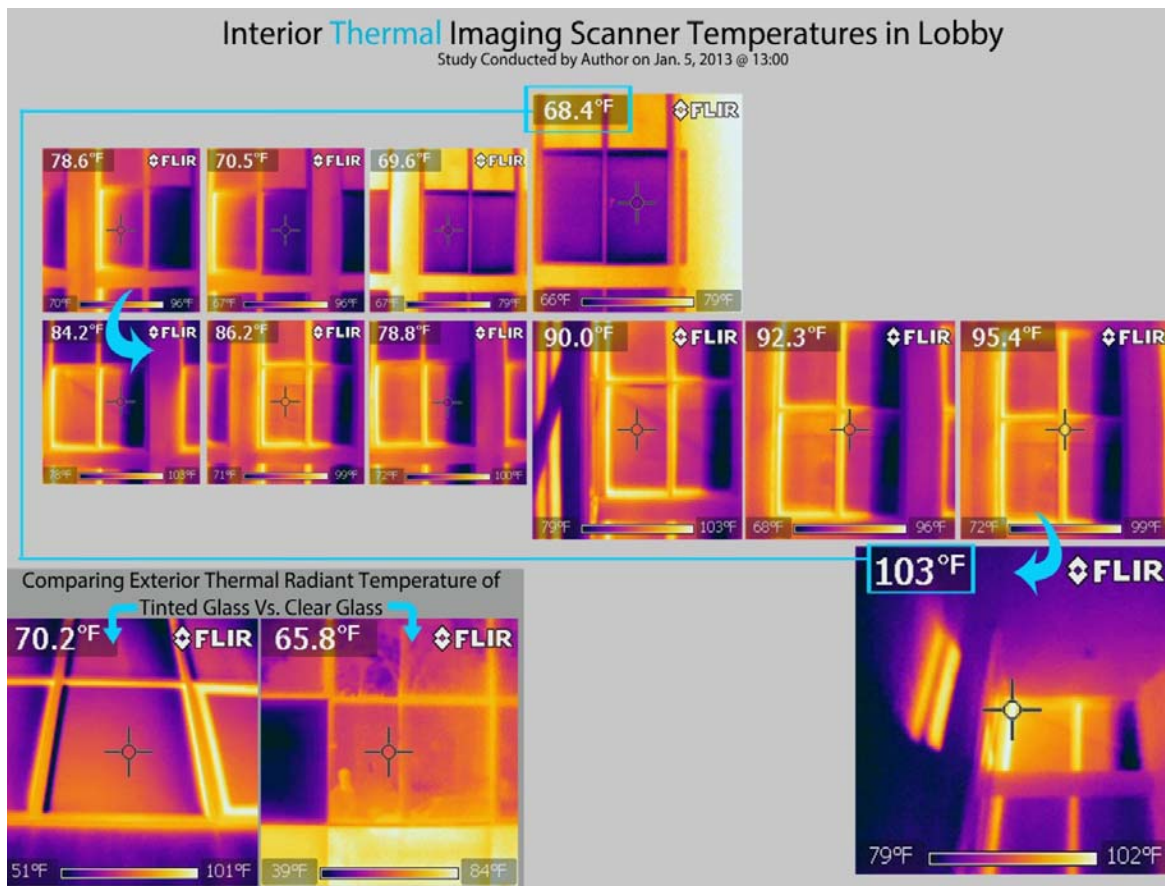 Interior Thermal Imaging Scanner Temperatures in Lobby
Study Conducted by Author on Jan. 5, 2013 @ 13:00
68.4°F FLIR
66°F 79°F
78.6°F FLIR
70°F 96°F
70.5°F FLIR
67°F 96°F
69.6°F FLIR
67°F 79°F
84.2°F FLIR
78°F 103°F
86.2°F FLIR
71°F 99°F
78.8°F FLIR
72°F 100°F
90.0°F FLIR
79°F 103°F
92.3°F FLIR
68°F 96°F
95.4°F FLIR
72°F 99°F
103°F FLIR
79°F 102°F
Comparing Exterior Thermal Radiant Temperature of
Tinted Glass Vs. Clear Glass
70.2°F FLIR
51°F 101°F
65.8°F FLIR
39°F 84°F